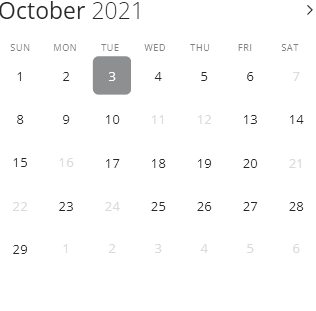 October 2021 >
SUN MON TUE WED THU FRI SAT
1 2 3 4 5 6 7
8 9 10 11 12 13 14
15 16 17 18 19 20 21
22 23 24 25 26 27 28
29 1 2 3 4 5 6